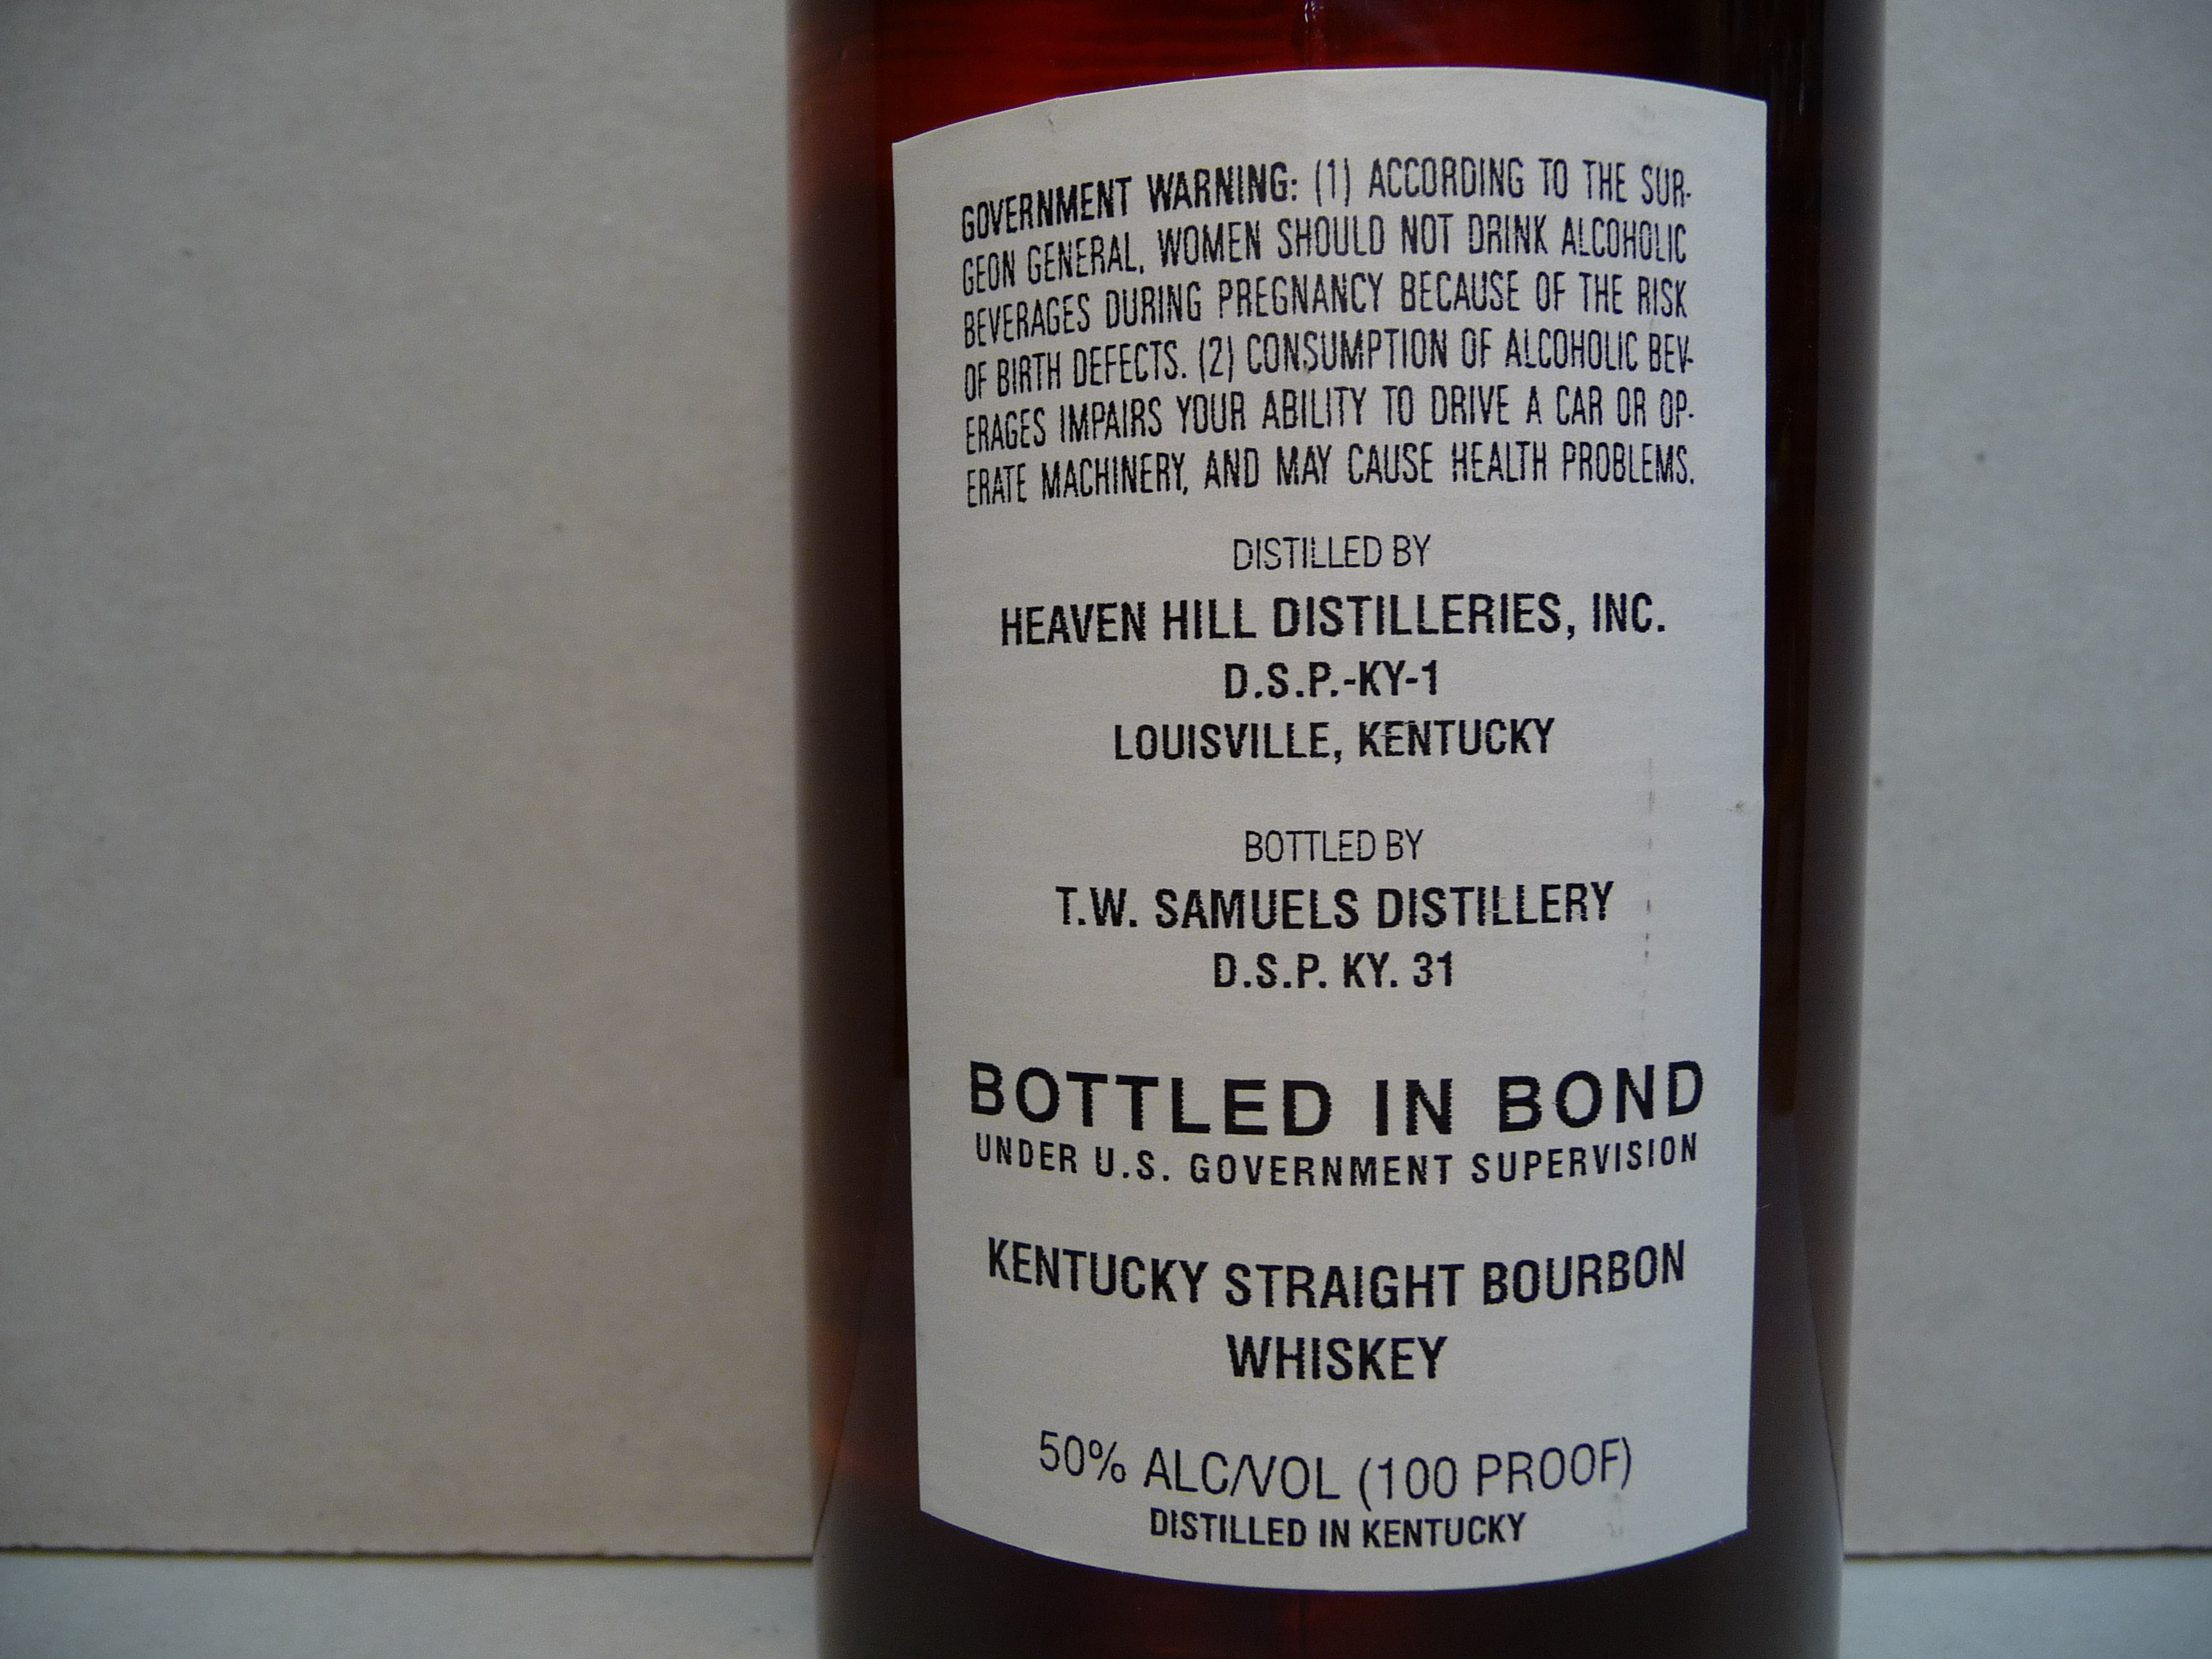 GOVERNMENT WARNING: (1) ACCORDING TO THE SUR-
GEON GENERAL, WOMEN SHOULD NOT DRINK ALCOHOLIC
BEVERAGES DURING PREGNANCY BECAUSE OF THE RISK
OF BIRTH DEFECTS. (2) CONSUMPTION OF ALCOHOLIC BEV-
ERAGES IMPAIRS YOUR ABILITY TO DRIVE A CAR OR OP-
ERATE MACHINERY, AND MAY CAUSE HEALTH PROBLEMS.
DISTILLED BY
HEAVEN HILL DISTILLERIES, INC.
D.S.P.-KY-1
LOUISVILLE, KENTUCKY
BOTTLED BY
T.W. SAMUELS DISTILLERY
D.S.P. KY. 31
BOTTLED IN BOND
UNDER U.S. GOVERNMENT SUPERVISION
KENTUCKY STRAIGHT BOURBON
WHISKEY
50% ALC/VOL (100 PROOF)
DISTILLED IN KENTUCKY